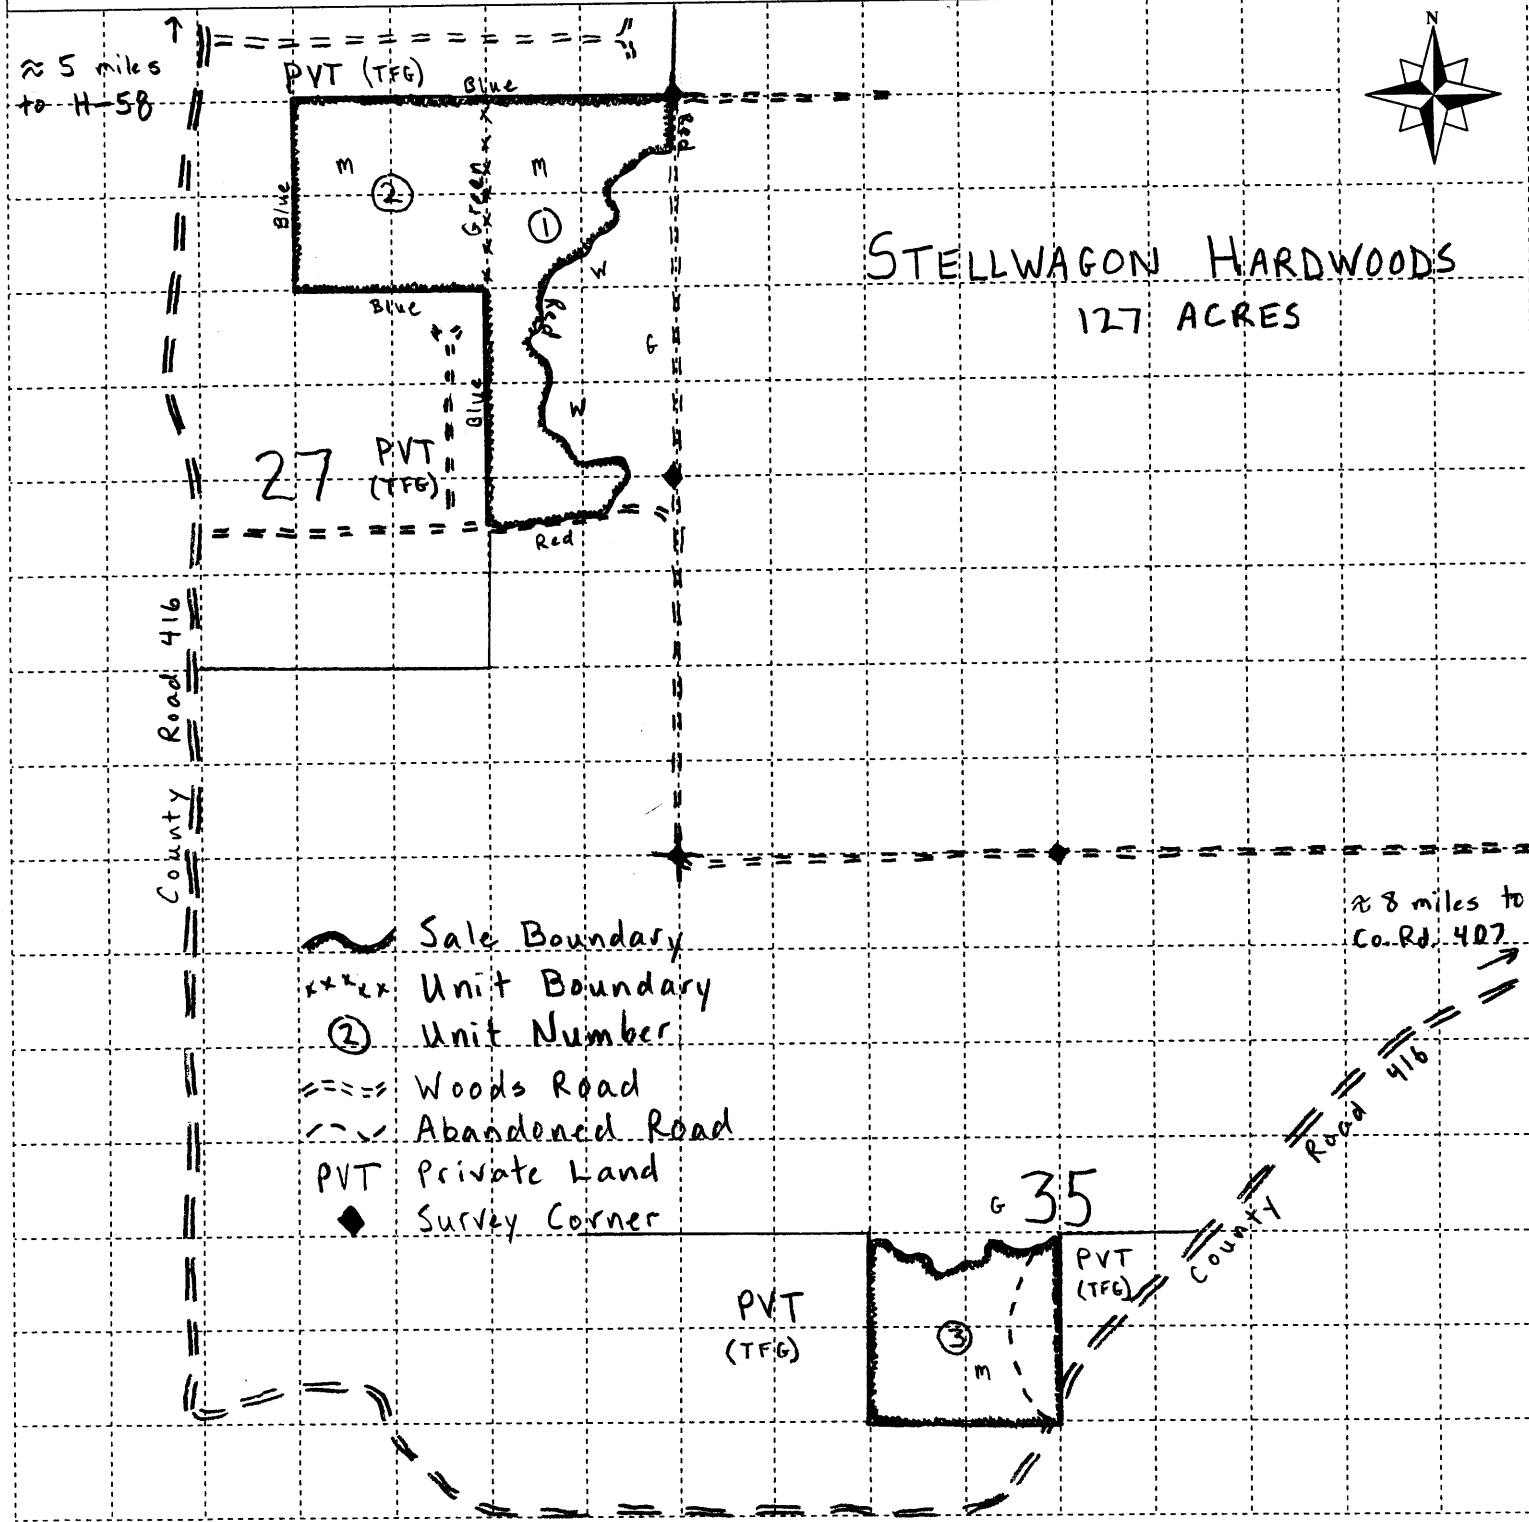 N
≈ 5 miles
to H-58
PVT (TFG)
Blue
Red
M
M
②
①
Blue
Green
W
STELLWAGON HARDWOODS
127 ACRES
Blue
Red
G
Blue
W
27
PVT
(TFG)
Red
County Road 416
≈ 8 miles to
Co. Rd. 407
Sale Boundary
Unit Boundary
② Unit Number
Woods Road
Abandoned Road
PVT Private Land
Survey Corner
County Road 416
G 35
PVT
(TFG)
PVT
(TFG)
③
M